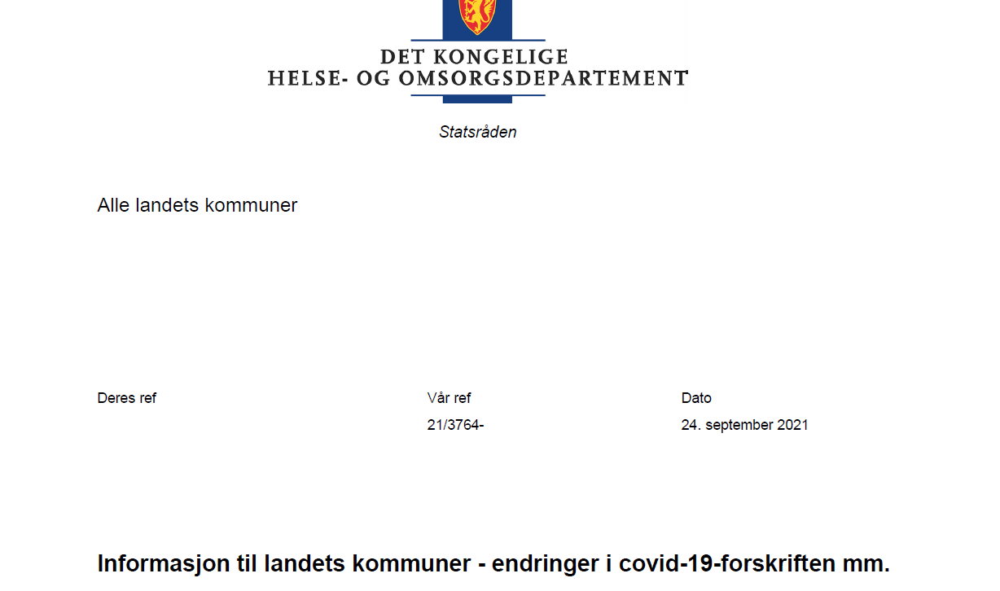 DET KONGELIGE
HELSE- OG OMSORGSDEPARTEMENT
Statsråden
Alle landets kommuner
Deres ref Vår ref Dato
21/3764- 24. september 2021
Informasjon til landets kommuner - endringer i covid-19-forskriften mm.